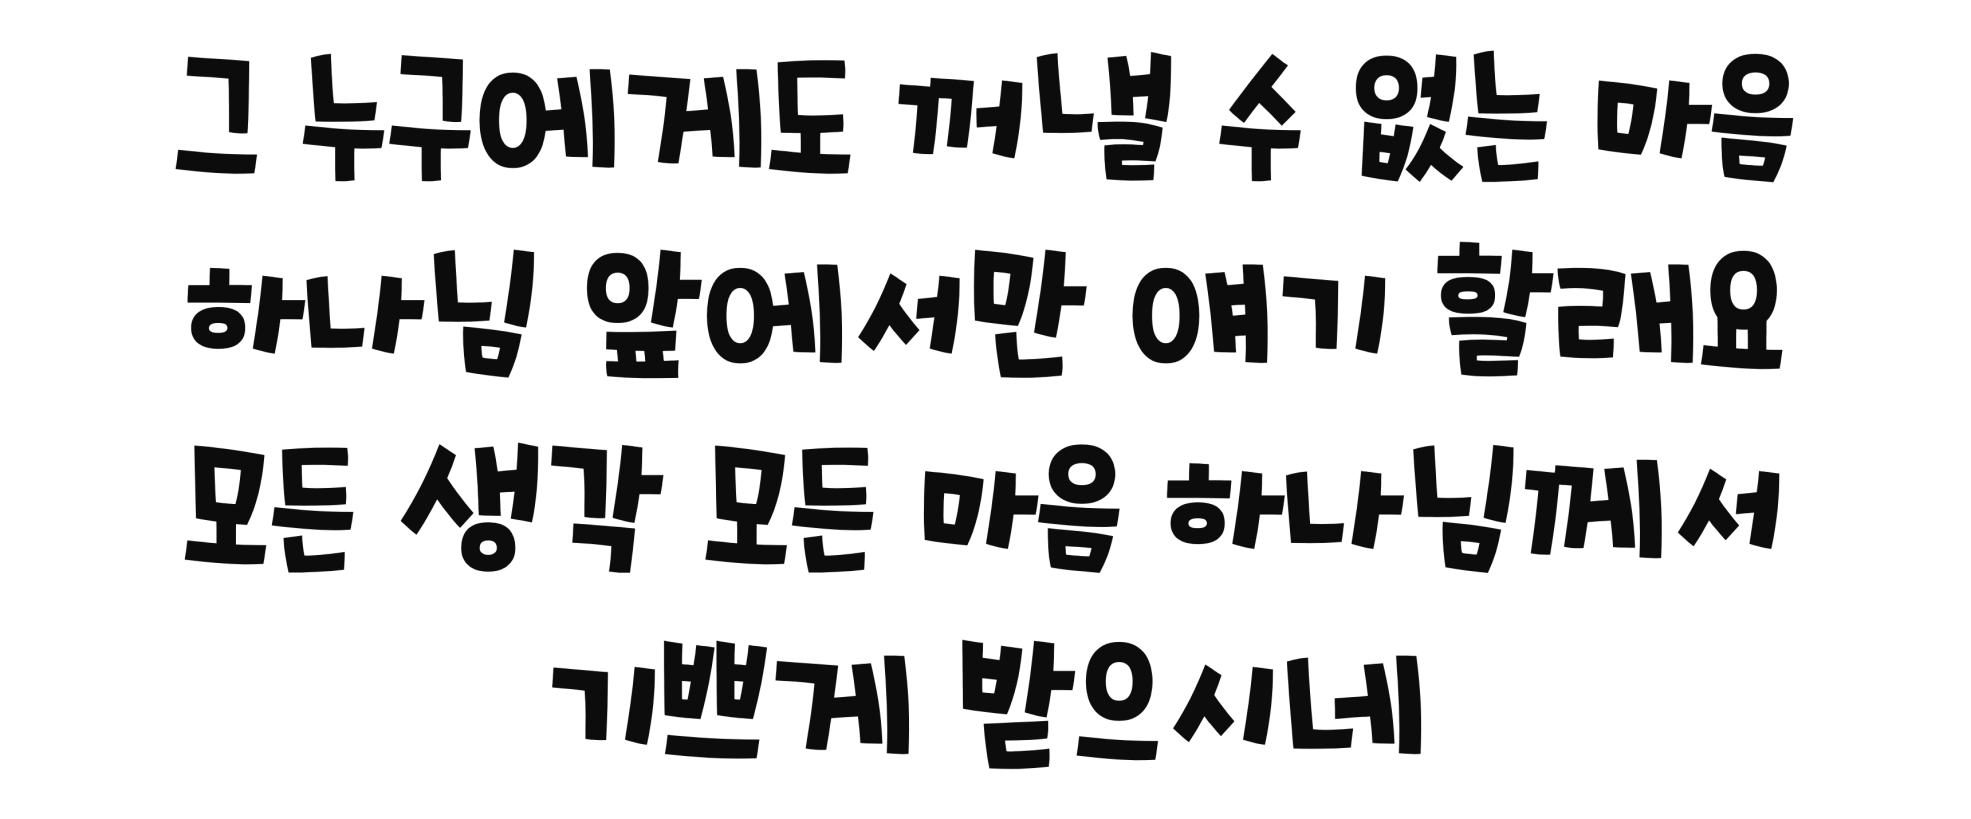 그 누구에게도 꺼낼 수 없는 마음
하나님 앞에서만 얘기 할래요
모든 생각 모든 마음 하나님께서
기쁘게 받으시네